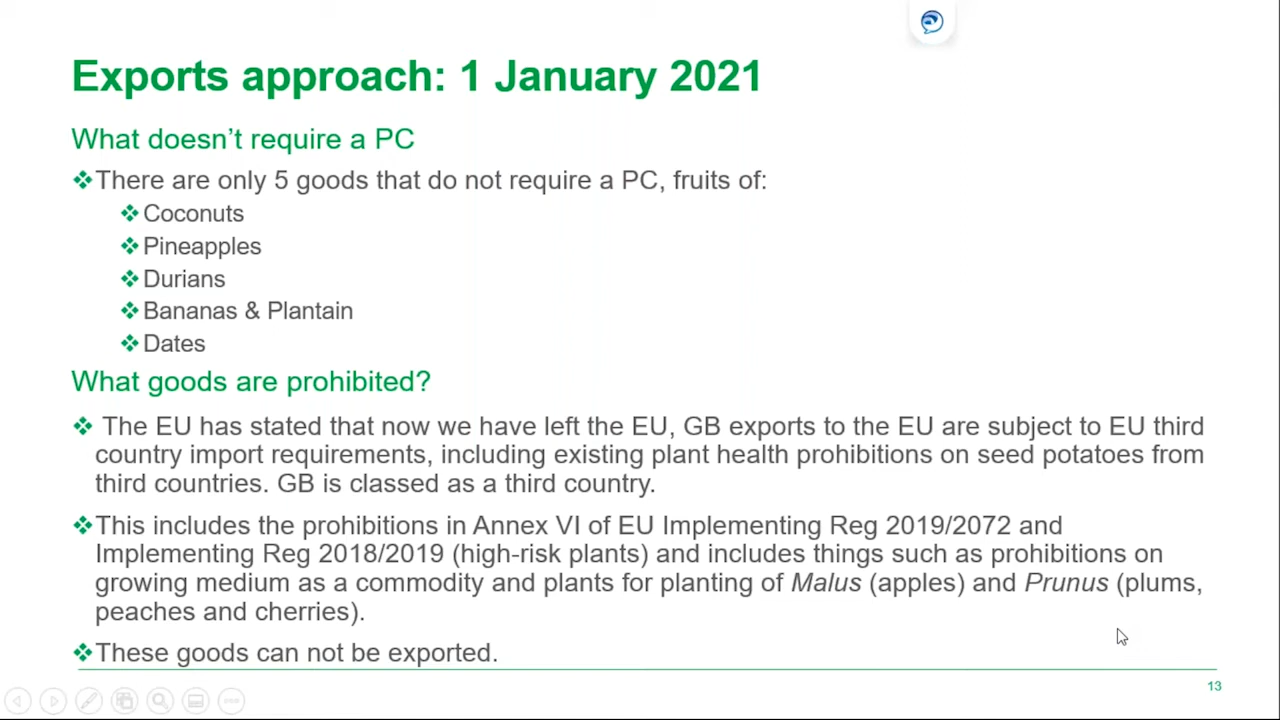 Exports approach: 1 January 2021
What doesn’t require a PC
❖There are only 5 goods that do not require a PC, fruits of:
❖Coconuts
❖Pineapples
❖Durians
❖Bananas & Plantain
❖Dates
What goods are prohibited?
❖ The EU has stated that now we have left the EU, GB exports to the EU are subject to EU third
country import requirements, including existing plant health prohibitions on seed potatoes from
third countries. GB is classed as a third country.
❖This includes the prohibitions in Annex VI of EU Implementing Reg 2019/2072 and
Implementing Reg 2018/2019 (high-risk plants) and includes things such as prohibitions on
growing medium as a commodity and plants for planting of Malus (apples) and Prunus (plums,
peaches and cherries).
❖These goods can not be exported.
13